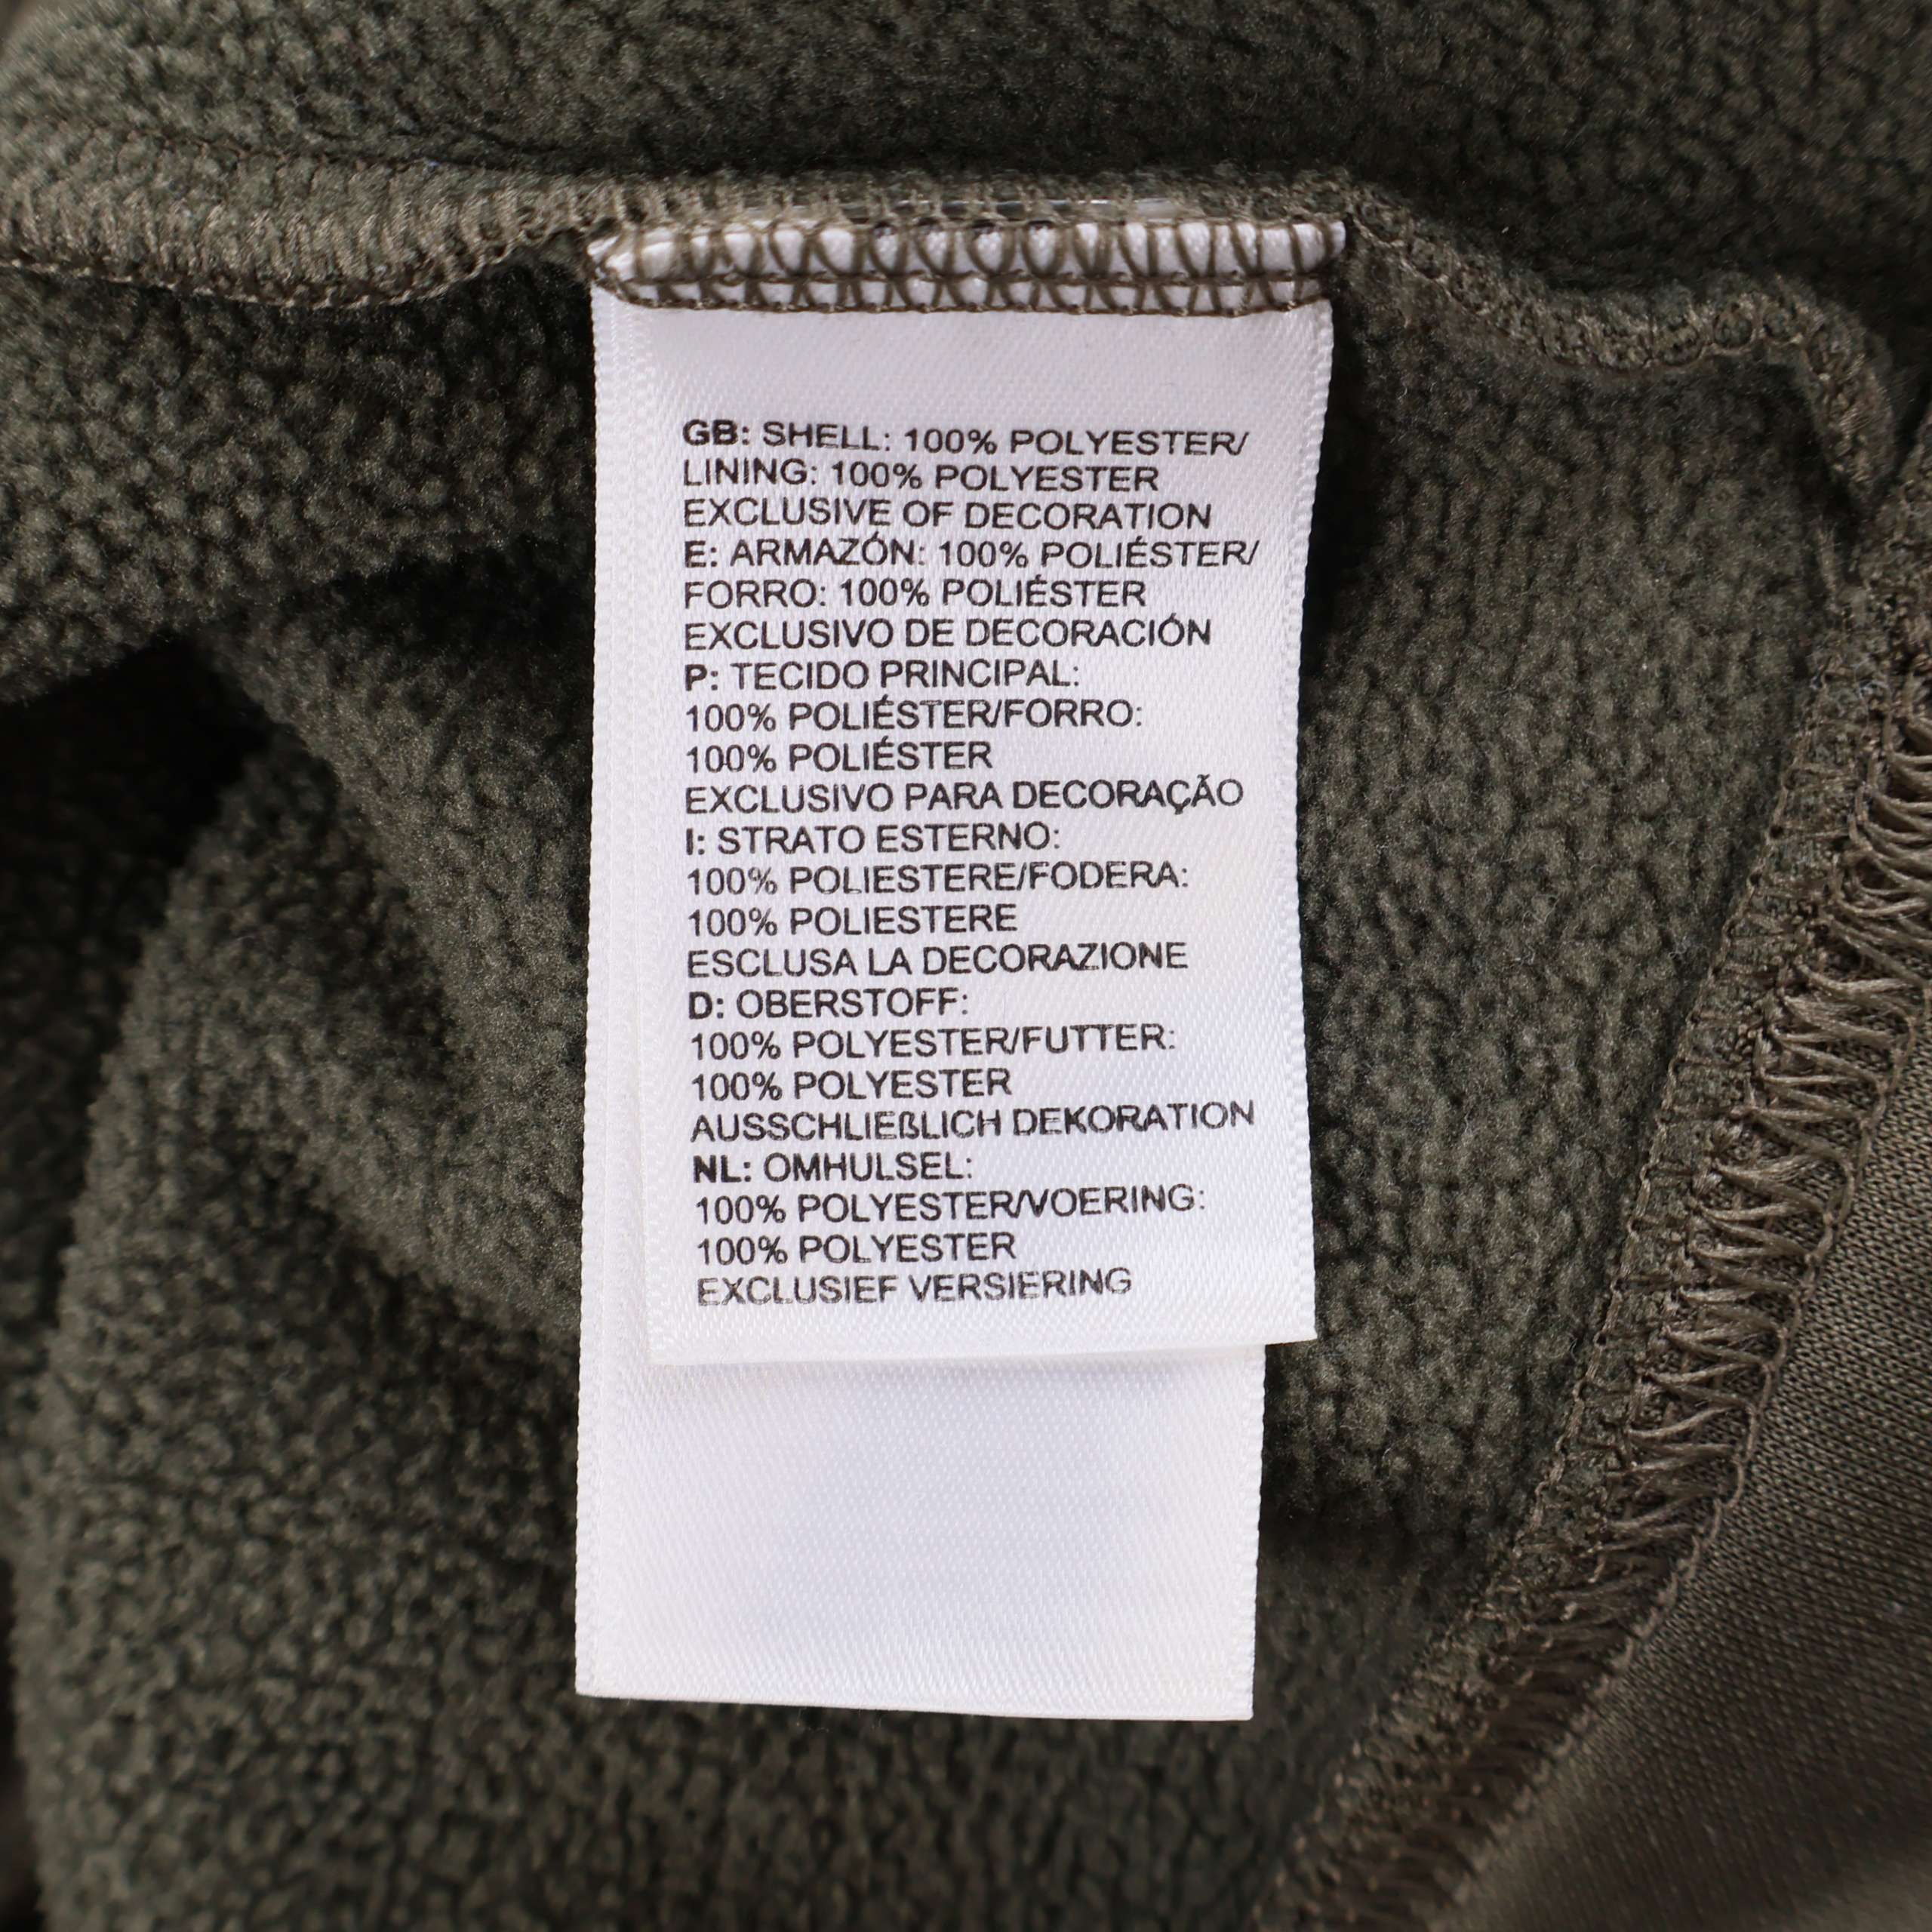 GB: SHELL: 100% POLYESTER/
LINING: 100% POLYESTER
EXCLUSIVE OF DECORATION
E: ARMAZÓN: 100% POLIÉSTER/
FORRO: 100% POLIÉSTER
EXCLUSIVO DE DECORACIÓN
P: TECIDO PRINCIPAL:
100% POLIÉSTER/FORRO:
100% POLIÉSTER
EXCLUSIVO PARA DECORAÇÃO
I: STRATO ESTERNO:
100% POLIESTERE/FODERA:
100% POLIESTERE
ESCLUSA LA DECORAZIONE
D: OBERSTOFF:
100% POLYESTER/FUTTER:
100% POLYESTER
AUSSCHLIEßLICH DEKORATION
NL: OMHULSEL:
100% POLYESTER/VOERING:
100% POLYESTER
EXCLUSIEF VERSIERING